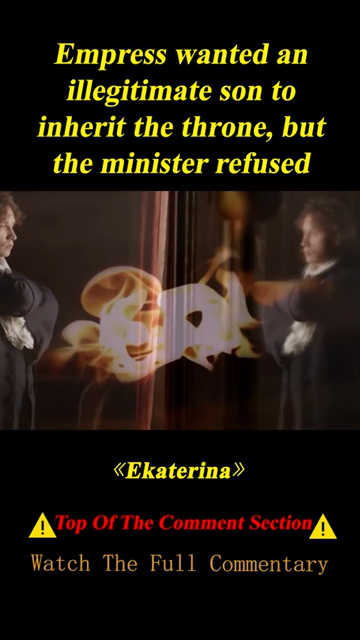 Empress wanted an
illegitimate son to
inherit the throne, but
the minister refused
《Ekaterina》
Top Of The Comment Section
Watch The Full Commentary